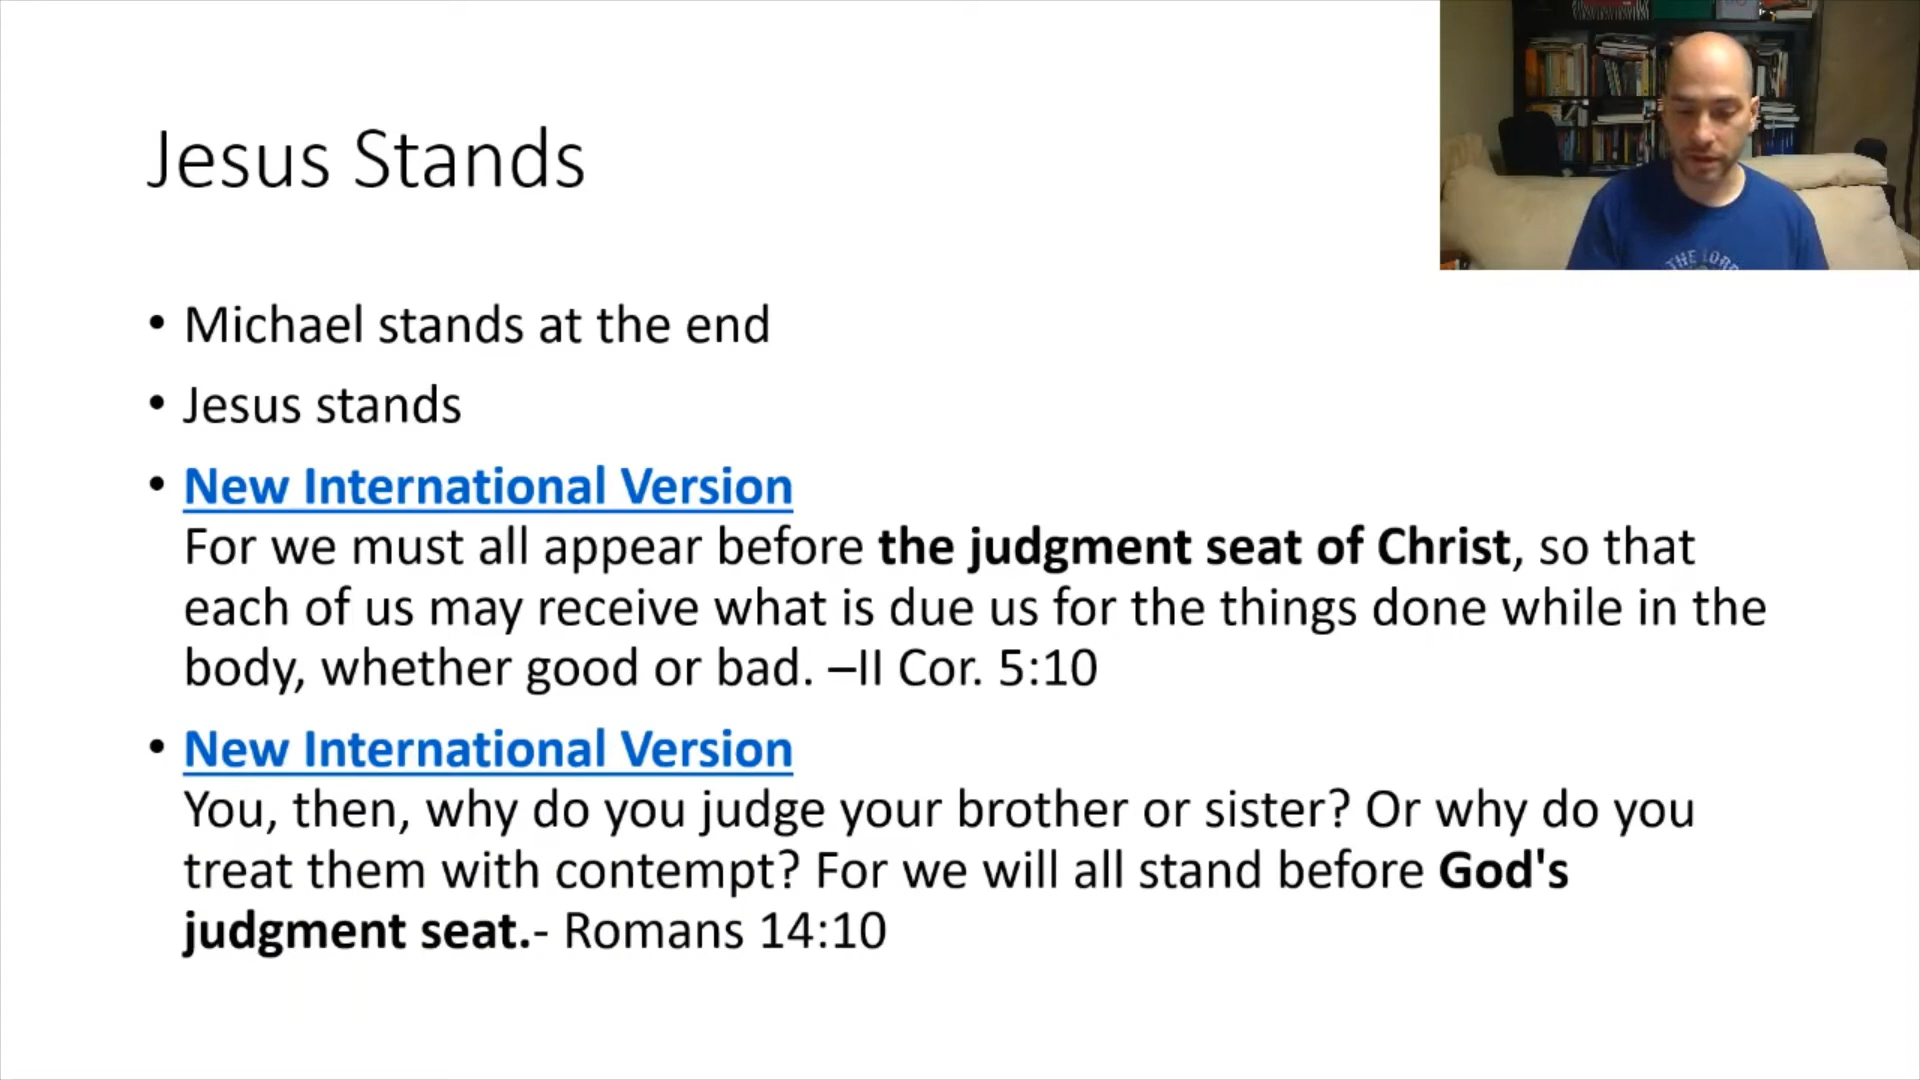 Jesus Stands
• Michael stands at the end
• Jesus stands
• New International Version
For we must all appear before the judgment seat of Christ, so that
each of us may receive what is due us for the things done while in the
body, whether good or bad. –II Cor. 5:10
• New International Version
You, then, why do you judge your brother or sister? Or why do you
treat them with contempt? For we will all stand before God's
judgment seat.- Romans 14:10
THE LORD